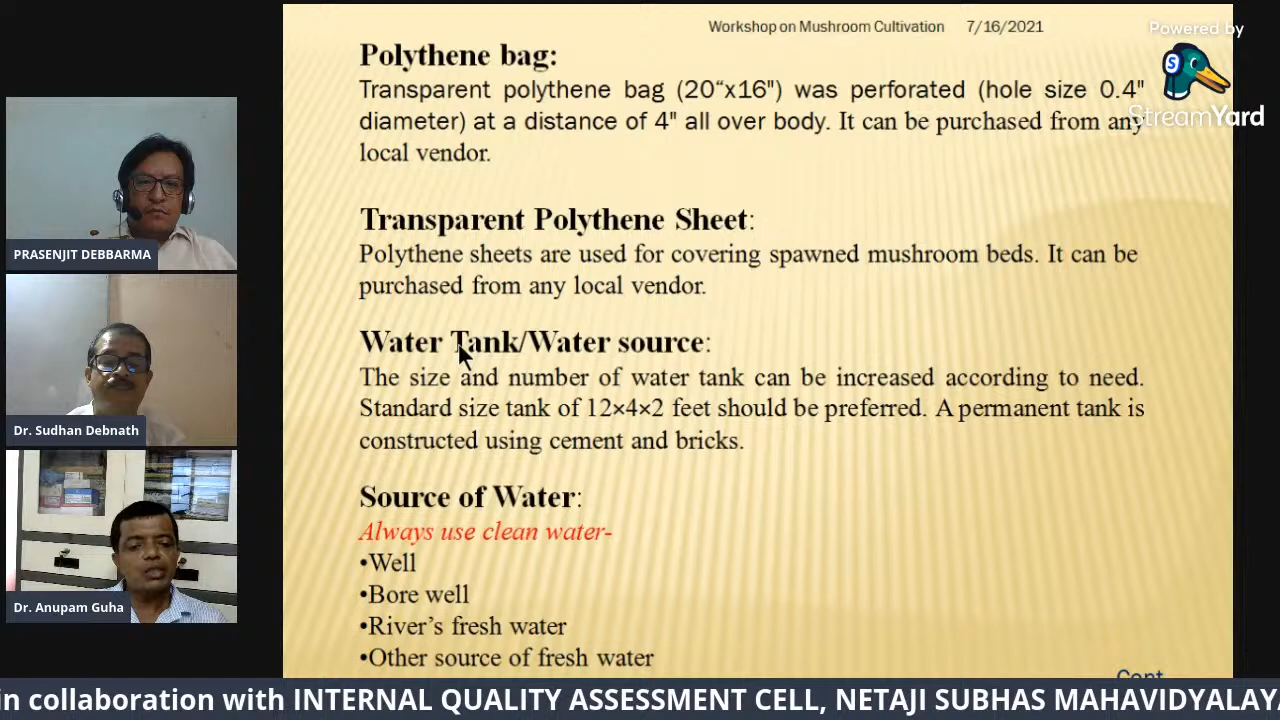 Workshop on Mushroom Cultivation 7/16/2021
Powered by
StreamYard
S
Polythene bag:
Transparent polythene bag (20“x16") was perforated (hole size 0.4"
diameter) at a distance of 4" all over body. It can be purchased from any
local vendor.
Transparent Polythene Sheet:
Polythene sheets are used for covering spawned mushroom beds. It can be
purchased from any local vendor.
Water Tank/Water source:
The size and number of water tank can be increased according to need.
Standard size tank of 12×4×2 feet should be preferred. A permanent tank is
constructed using cement and bricks.
Source of Water:
Always use clean water-
•Well
•Bore well
•River’s fresh water
•Other source of fresh water
Cont
PRASENJIT DEBBARMA
Dr. Sudhan Debnath
Dr. Anupam Guha
in collaboration with INTERNAL QUALITY ASSESSMENT CELL, NETAJI SUBHAS MAHAVIDYALAYA